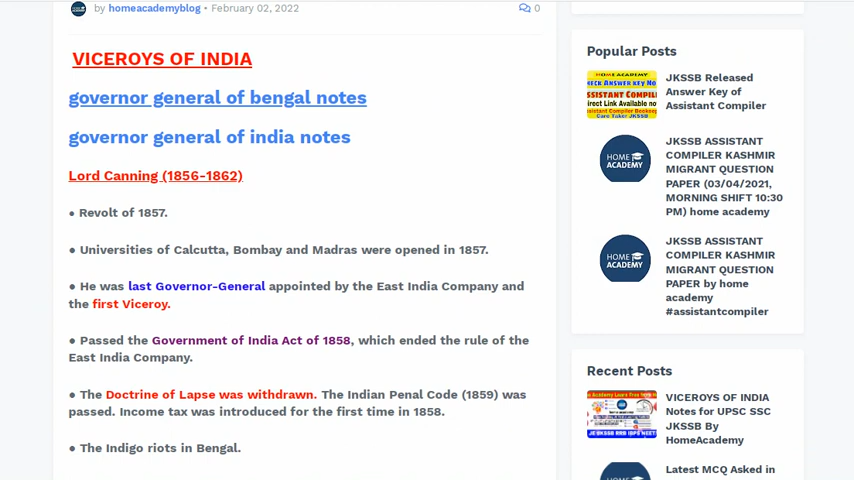 by homeacademyblog • February 02, 2022
0
VICEROYS OF INDIA
governor general of bengal notes
governor general of india notes
Lord Canning (1856-1862)
● Revolt of 1857.
● Universities of Calcutta, Bombay and Madras were opened in 1857.
● He was last Governor-General appointed by the East India Company and
the first Viceroy.
● Passed the Government of India Act of 1858, which ended the rule of the
East India Company.
● The Doctrine of Lapse was withdrawn. The Indian Penal Code (1859) was
passed. Income tax was introduced for the first time in 1858.
● The Indigo riots in Bengal.
Popular Posts
HOME ACADEMY
ASSISTANT COMPILE
JKSSB Released
Answer Key of
Assistant Compiler
HOME
ACADEMY
JKSSB ASSISTANT
COMPILER KASHMIR
MIGRANT QUESTION
PAPER (03/04/2021,
MORNING SHIFT 10:30
PM) home academy
HOME
ACADEMY
JKSSB ASSISTANT
COMPILER KASHMIR
MIGRANT QUESTION
PAPER by home
academy
#assistantcompiler
Recent Posts
VICEROYS OF INDIA
Notes for UPSC SSC
JKSSB By
HomeAcademy
Latest MCQ Asked in